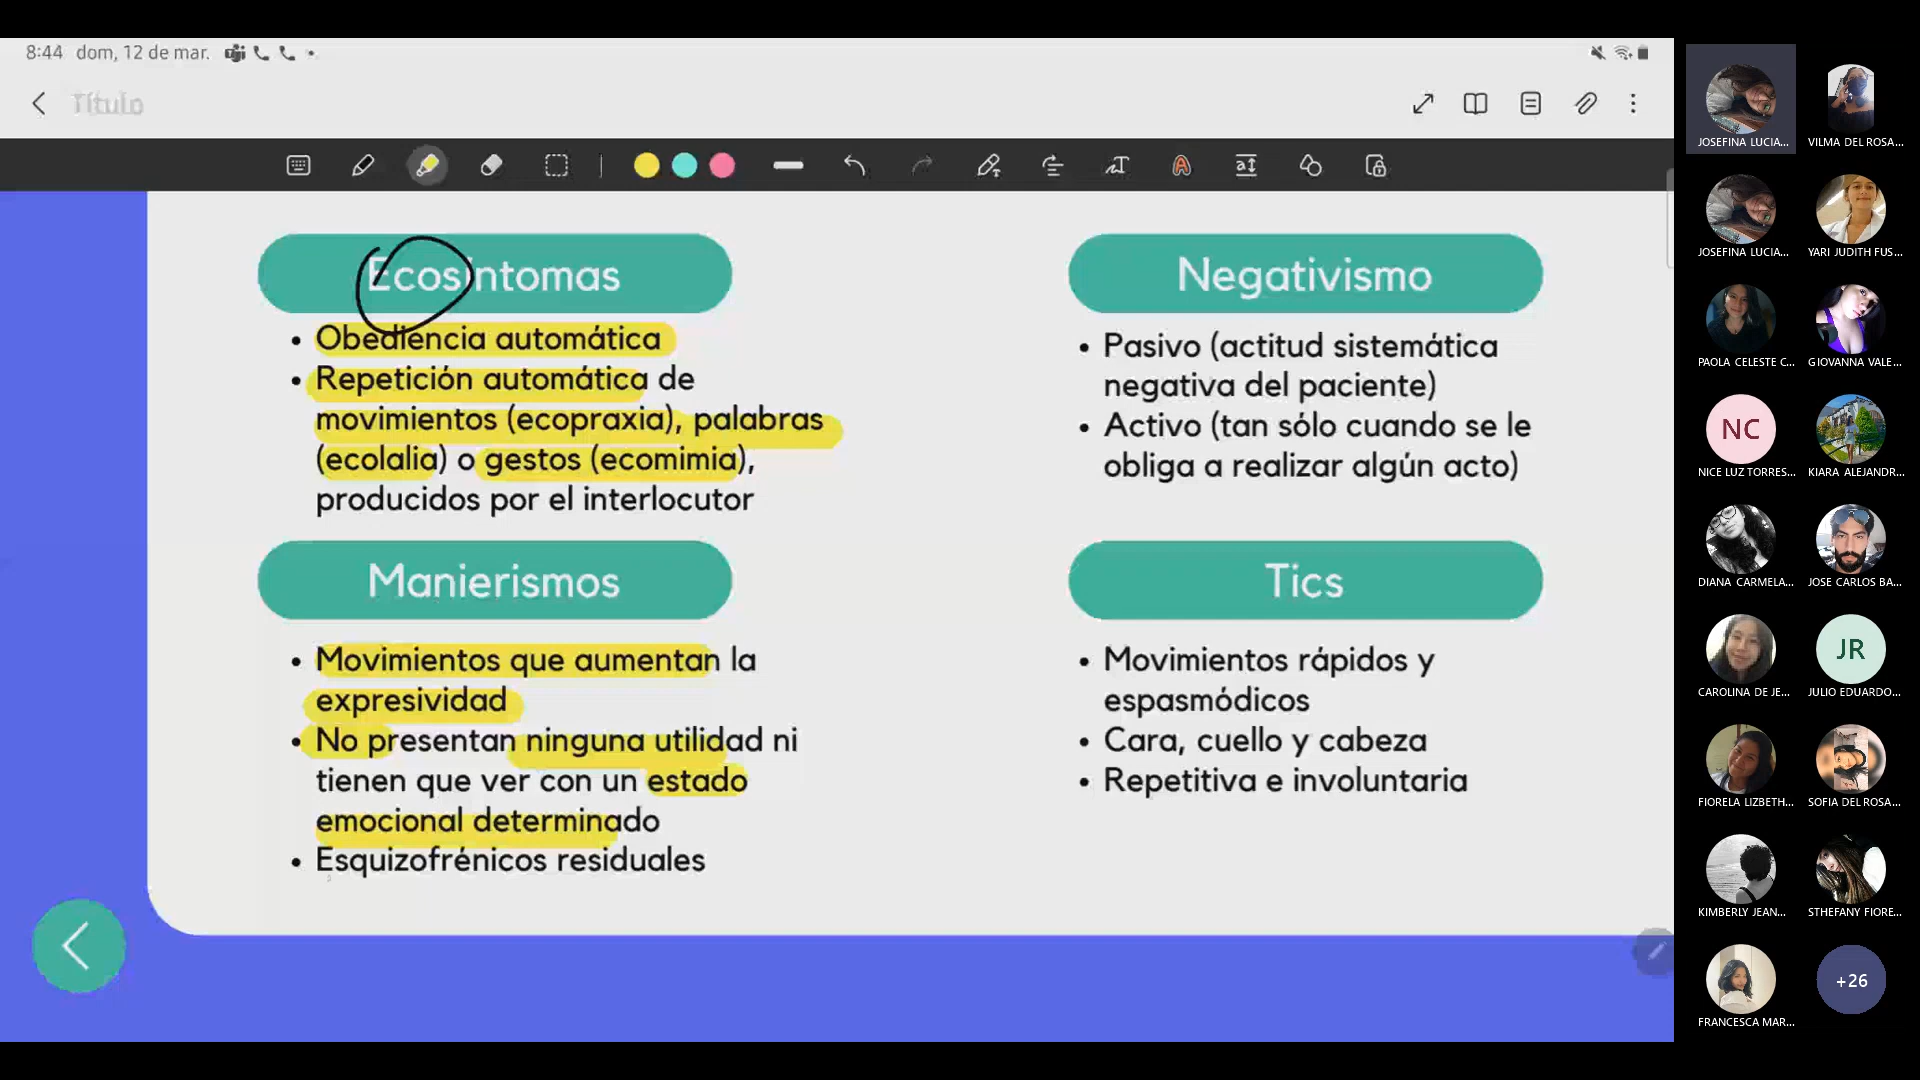 8:44 dom, 12 de mar.
Título
Ecosíntomas
• Obediencia automática
• Repetición automática de
movimientos (ecopraxia), palabras
(ecolalia) o gestos (ecomimia),
producidos por el interlocutor
Negativismo
• Pasivo (actitud sistemática
negativa del paciente)
• Activo (tan sólo cuando se le
obliga a realizar algún acto)
Manierismos
• Movimientos que aumentan la
expresividad
• No presentan ninguna utilidad ni
tienen que ver con un estado
emocional determinado
• Esquizofrénicos residuales
Tics
• Movimientos rápidos y
espasmódicos
• Cara, cuello y cabeza
• Repetitiva e involuntaria
JOSEFINA LUCIA...
VILMA DEL ROSA...
JOSEFINA LUCIA...
YARI JUDITH FUS...
PAOLA CELESTE C...
GIOVANNA VALE...
NC
NICE LUZ TORRES...
KIARA ALEJANDR...
DIANA CARMELA...
JOSE CARLOS BA...
CAROLINA DE JE...
JR
JULIO EDUARDO...
FIORELA LIZBETH...
SOFIA DEL ROSA...
KIMBERLY JEAN...
STHEFANY FIORE...
FRANCESCA MAR...
+26